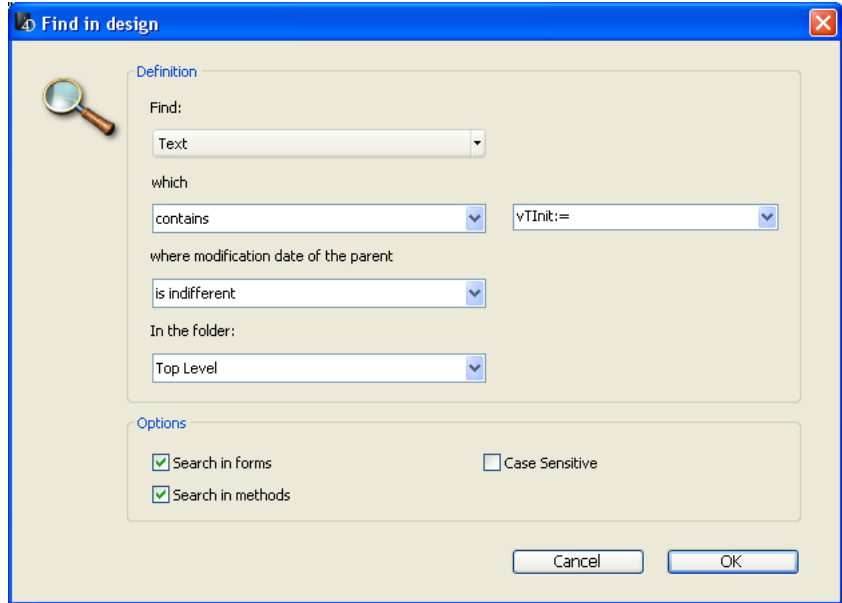 4D Find in design
Definition
Find:
Text
which
contains vTInit:=
where modification date of the parent
is indifferent
In the folder:
Top Level
Options
Search in forms Case Sensitive
Search in methods
Cancel OK